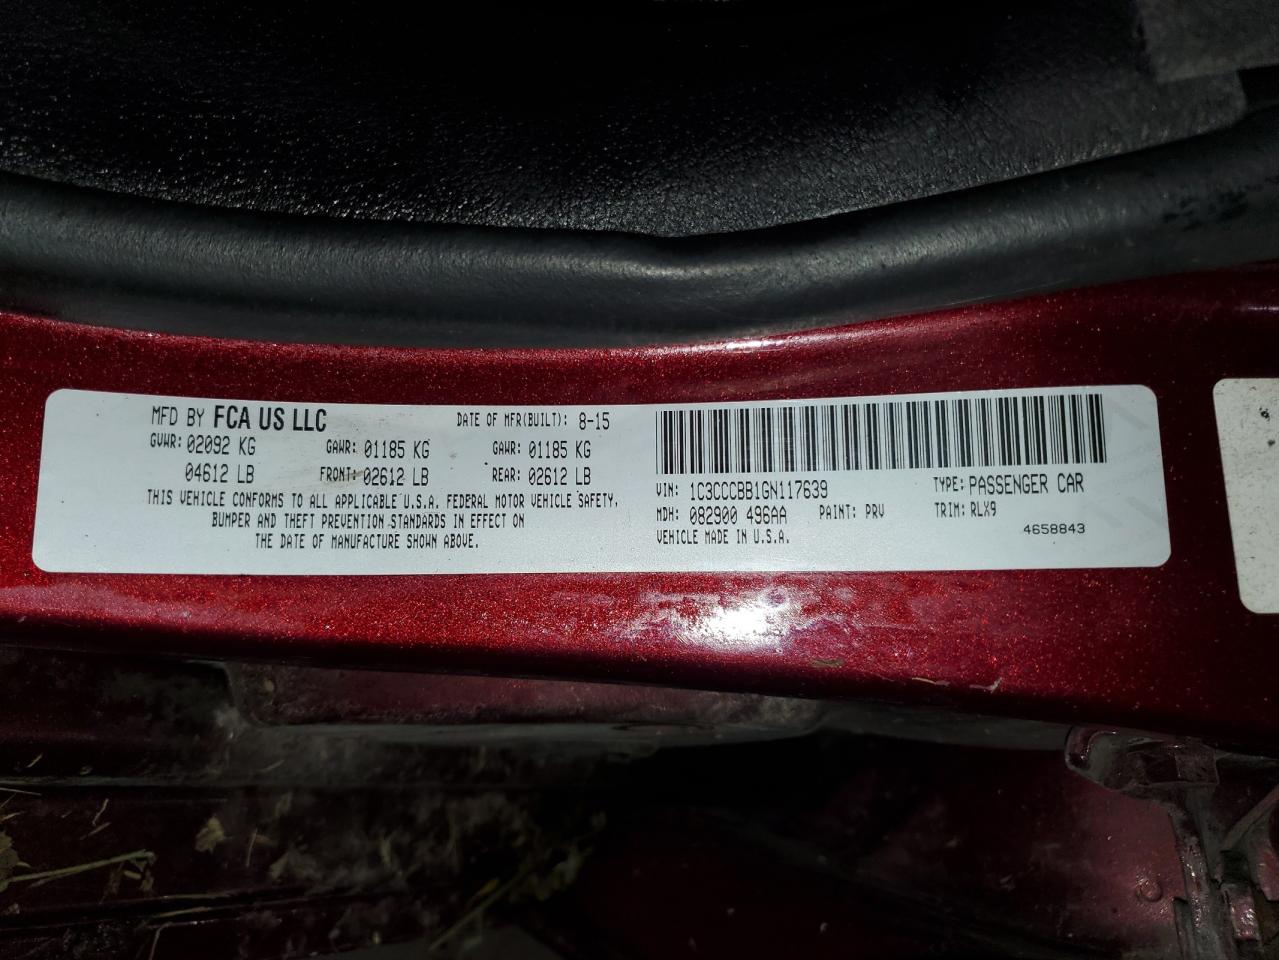 MFD BY FCA US LLC DATE OF MFR(BUILT): 8-15
GVWR: 02092 KG GAWR: 01185 KG GAWR: 01185 KG
04612 LB FRONT: 02612 LB REAR: 02612 LB
THIS VEHICLE CONFORMS TO ALL APPLICABLE U.S.A. FEDERAL MOTOR VEHICLE SAFETY,
BUMPER AND THEFT PREVENTION STANDARDS IN EFFECT ON
THE DATE OF MANUFACTURE SHOWN ABOVE.
VIN: 1C3CCCBB1GN117639 TYPE: PASSENGER CAR
MDH: 082900 496AA PAINT: PRV TRIM: RLX9
VEHICLE MADE IN U.S.A. 4658843